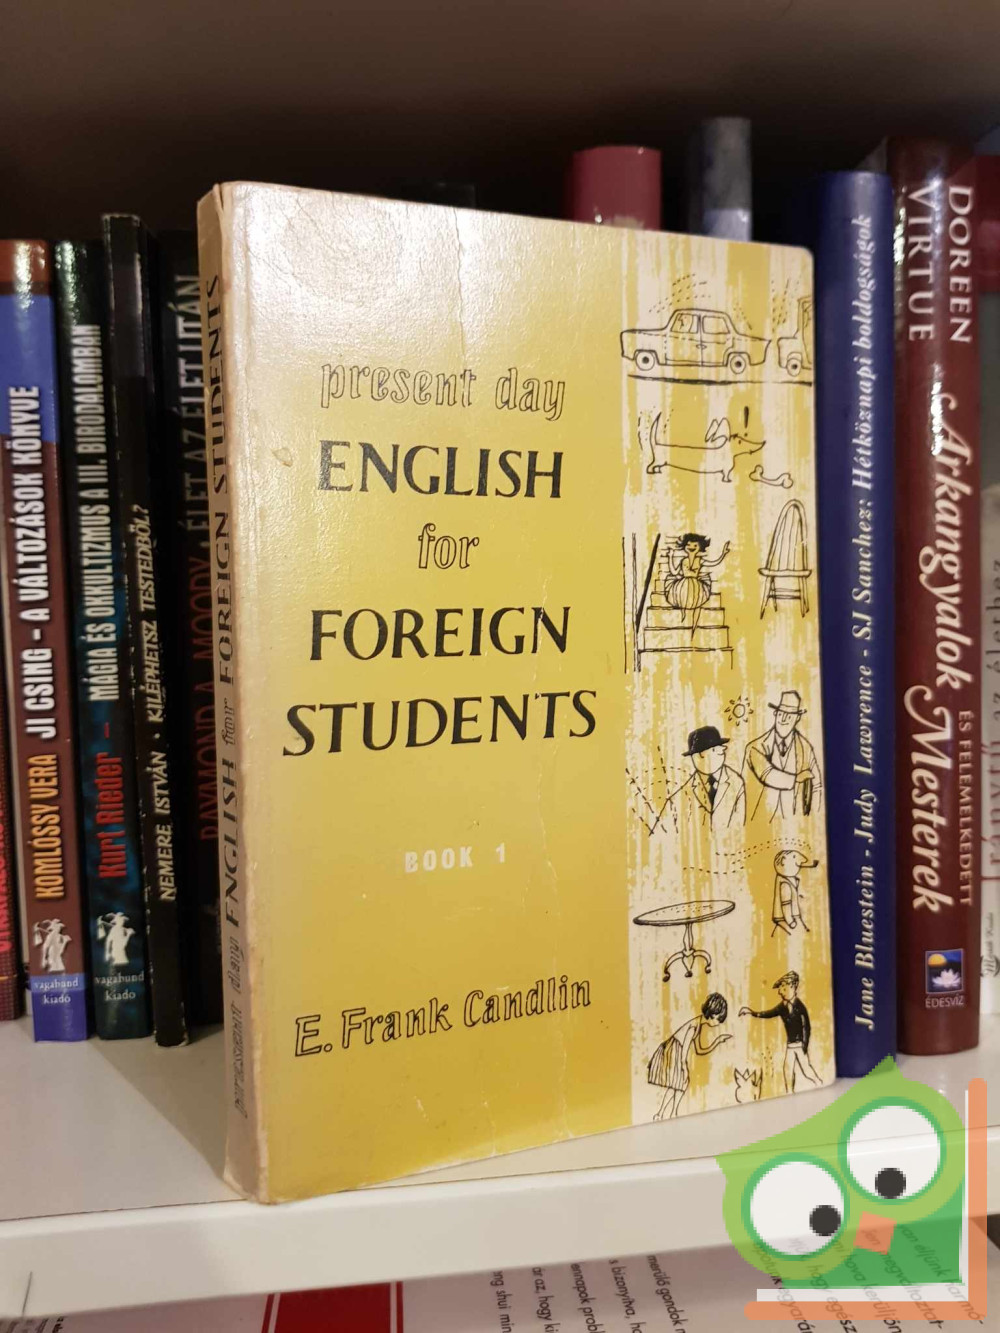 present day
ENGLISH
for
FOREIGN
STUDENTS
BOOK 1
E. Frank Candlin
present day ENGLISH for FOREIGN STUDENTS
KOMLÓSSY VERA JI CSING - A VÁLTOZÁSOK KÖNYVE
vagabund
kiadó
Kurt Rieder - MÁGIA ÉS OKKULTIZMUS A III. BIRODALOMBAN
vagabund
kiadó
NEMERE ISTVÁN • KILÉPHETSZ TESTEDBŐL?
RAYMOND A. MOODY ÉLET AZ ÉLET UTÁN
Jane Bluestein - Judy Lawrence - SJ Sanchez: Hétköznapi boldogságok
DOREEN
VIRTUE
Arkangyalok
ÉS FELEMELKEDETT
Mesterek
ÉDESVÍZ